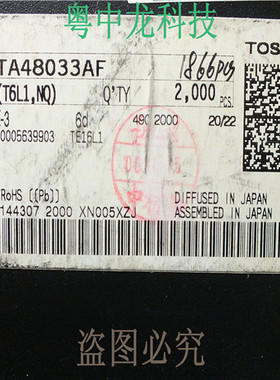 粤中龙科技
TOS
TA48033AF
1866PCS
(T6L1,NQ) Q'TY 2,000 PCS.
-3 6d 490 2000 20/22
0005639903 TE16L1
RoHS [[Pb]] DIFFUSED IN JAPAN
ASSEMBLED IN JAPAN
144307 2000 XN005XZJ
盗图必究